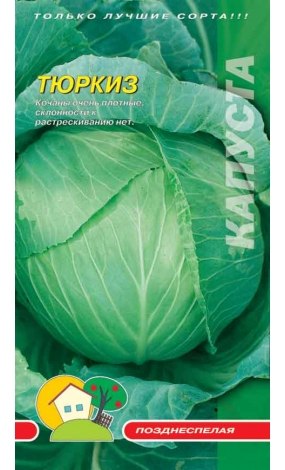 ТОЛЬКО ЛУЧШИЕ СОРТА!!!
ТЮРКИЗ
Кочаны очень плотные,
склонности к
растрескиванию нет.
КАПУСТА
ПОЗДНЕСПЕЛАЯ